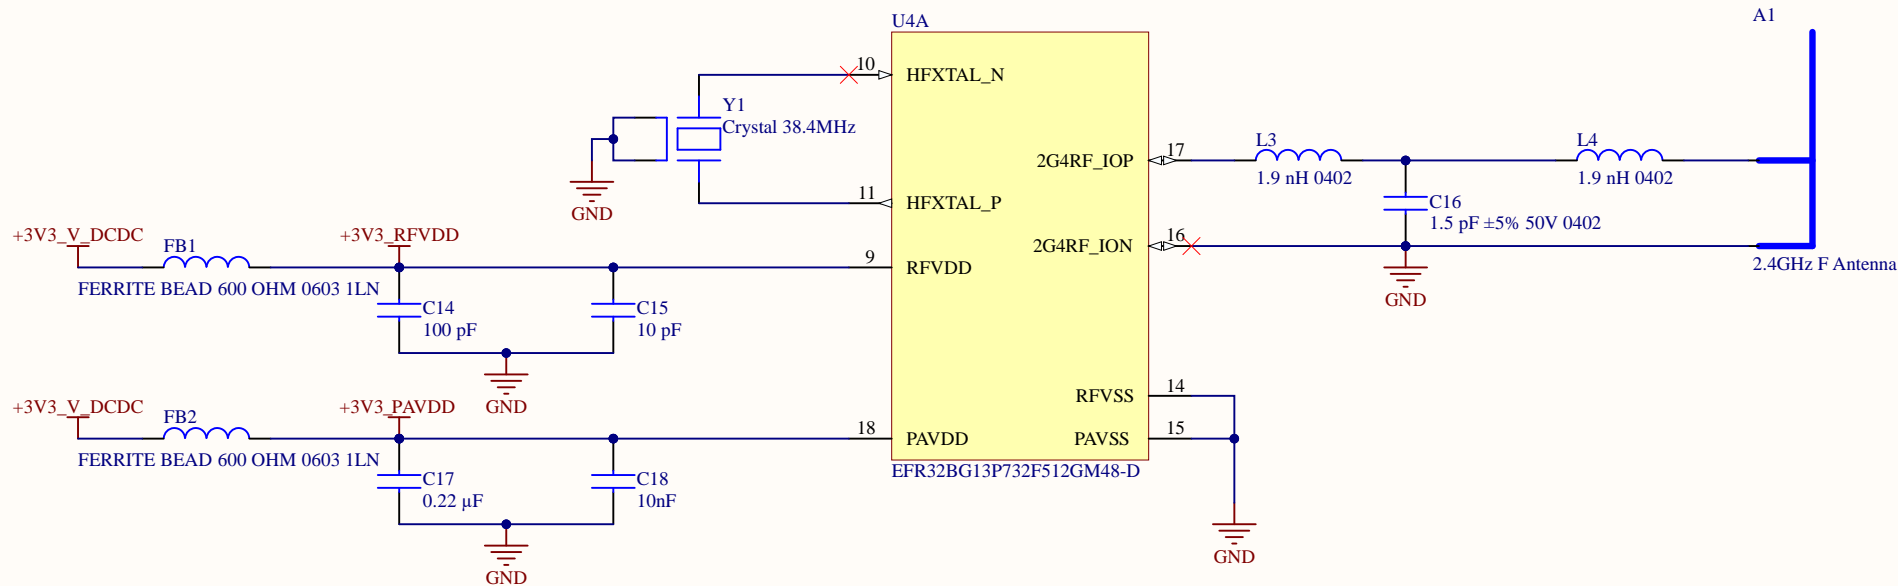 U4A
A1
10
HFXTAL_N
Y1
Crystal 38.4MHz
GND
11
HFXTAL_P
2G4RF_IOP
17
L3
1.9 nH 0402
L4
1.9 nH 0402
C16
1.5 pF ±5% 50V 0402
2G4RF_ION
16
GND
2.4GHz F Antenna
+3V3_V_DCDC
FB1
+3V3_RFVDD
9
RFVDD
FERRITE BEAD 600 OHM 0603 1LN
C14
100 pF
C15
10 pF
GND
+3V3_V_DCDC
FB2
+3V3_PAVDD
18
PAVDD
FERRITE BEAD 600 OHM 0603 1LN
C17
0.22 µF
C18
10nF
GND
RFVSS
14
PAVSS
15
EFR32BG13P732F512GM48-D
GND